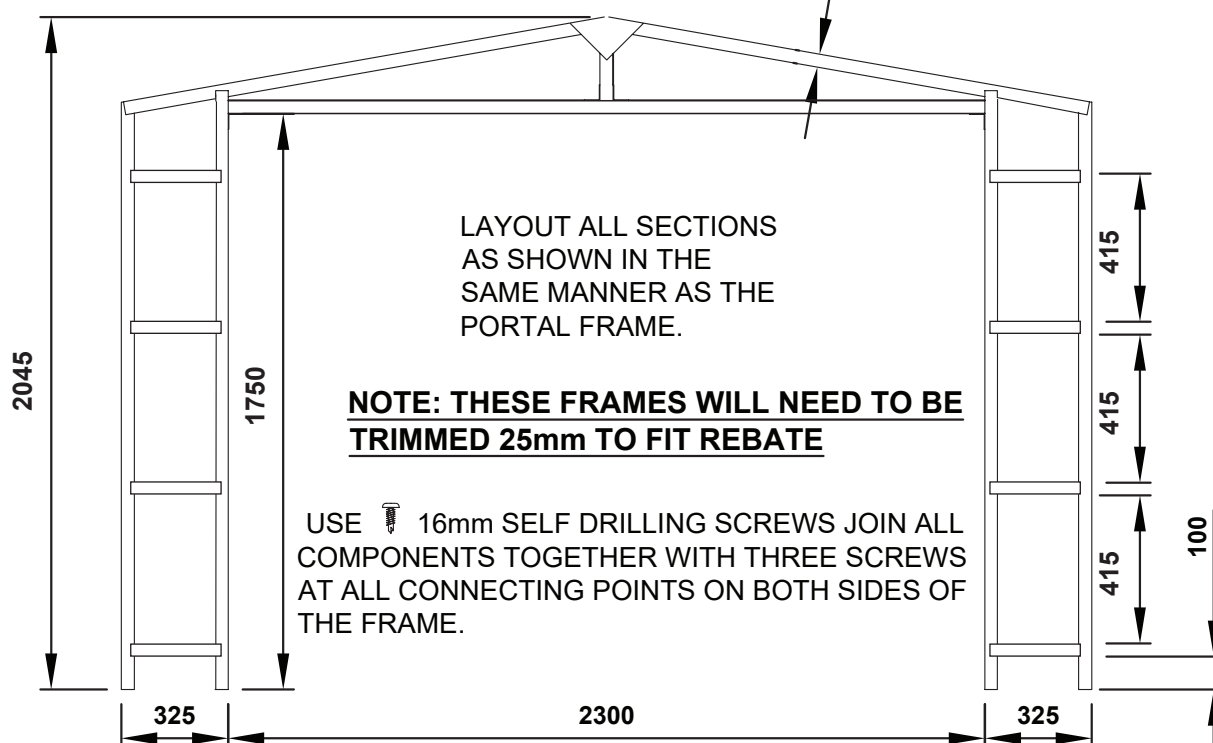 2045
1750
LAYOUT ALL SECTIONS
AS SHOWN IN THE
SAME MANNER AS THE
PORTAL FRAME.
NOTE: THESE FRAMES WILL NEED TO BE
TRIMMED 25mm TO FIT REBATE
USE 16mm SELF DRILLING SCREWS JOIN ALL
COMPONENTS TOGETHER WITH THREE SCREWS
AT ALL CONNECTING POINTS ON BOTH SIDES OF
THE FRAME.
415
415
415
100
325
2300
325